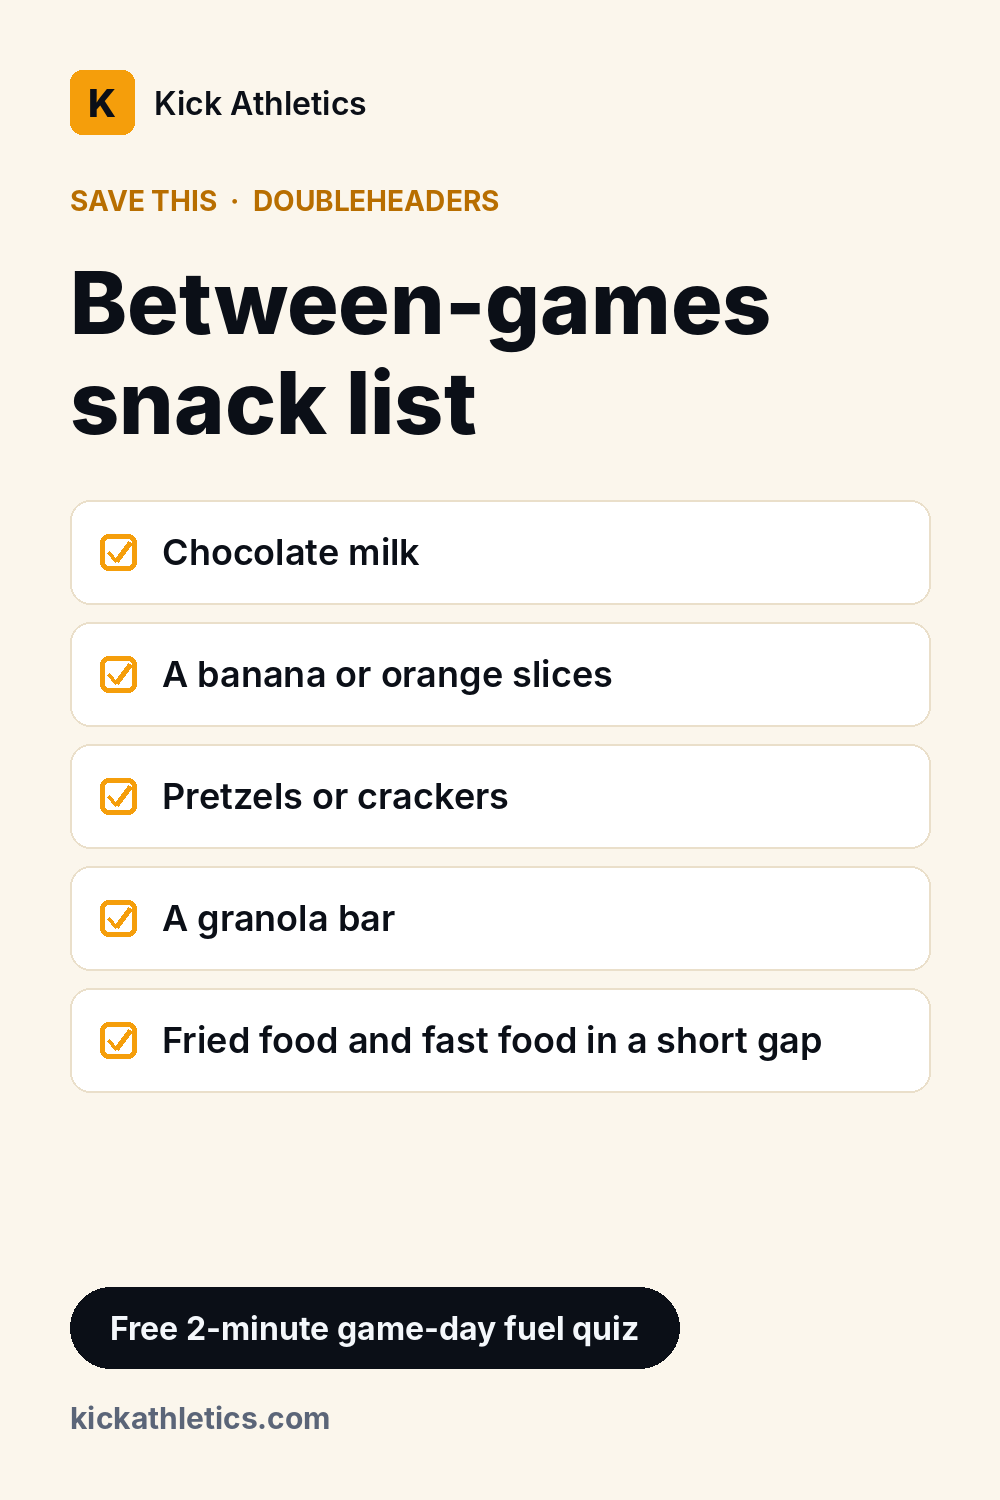 K
Kick Athletics
SAVE THIS · DOUBLEHEADERS
Between-games
snack list
Chocolate milk
A banana or orange slices
Pretzels or crackers
A granola bar
Fried food and fast food in a short gap
Free 2-minute game-day fuel quiz
kickathletics.com